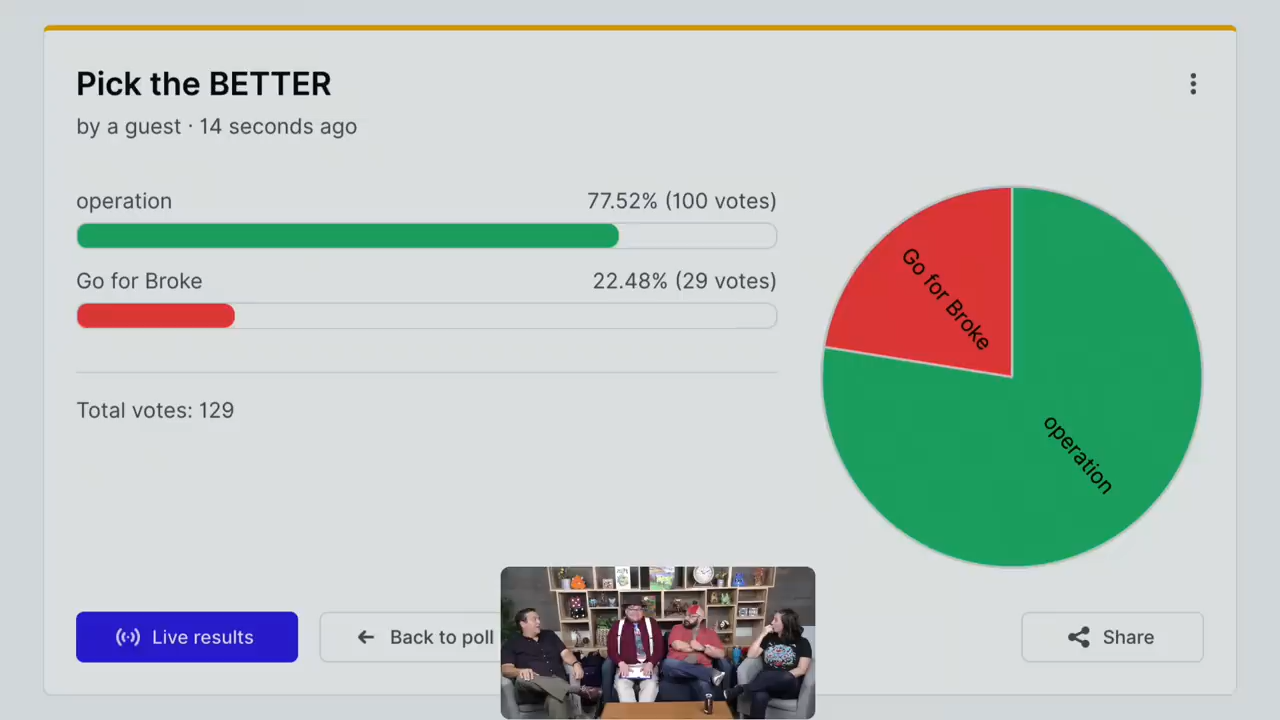 Pick the BETTER
by a guest · 14 seconds ago
operation 77.52% (100 votes)
Go for Broke 22.48% (29 votes)
Total votes: 129
Go for Broke
operation
Live results
Back to poll
Share